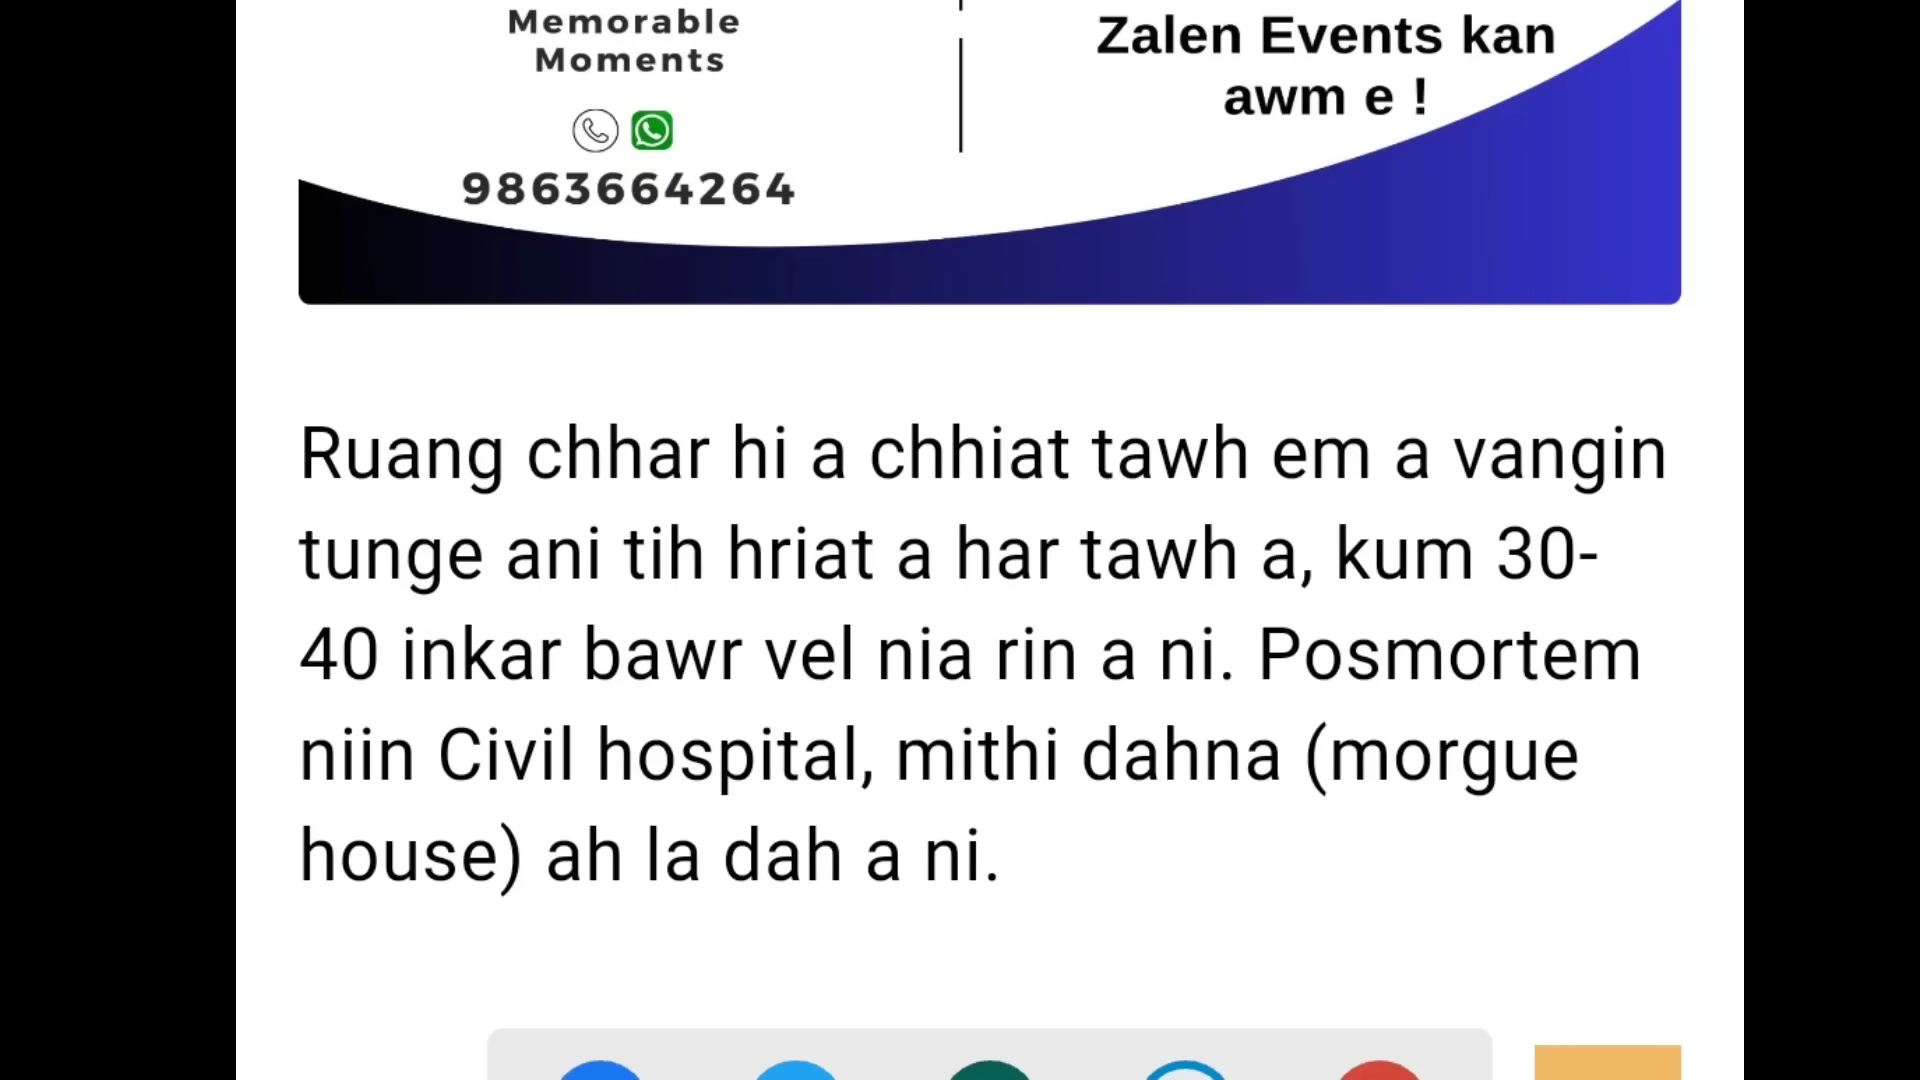 Memorable
Moments
9863664264
Zalen Events kan
awm e !
Ruang chhar hi a chhiat tawh em a vangin
tunge ani tih hriat a har tawh a, kum 30-
40 inkar bawr vel nia rin a ni. Posmortem
niin Civil hospital, mithi dahna (morgue
house) ah la dah a ni.